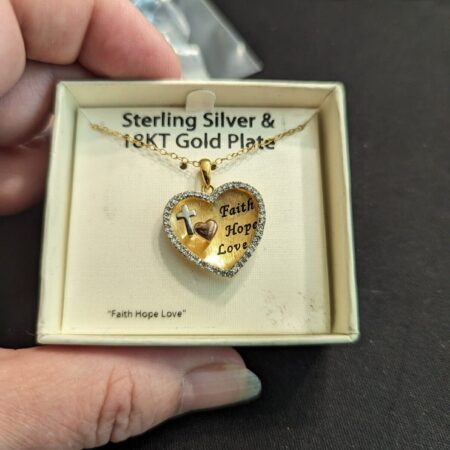 Sterling Silver &
18KT Gold Plate
Faith
Hope
Love
"Faith Hope Love"